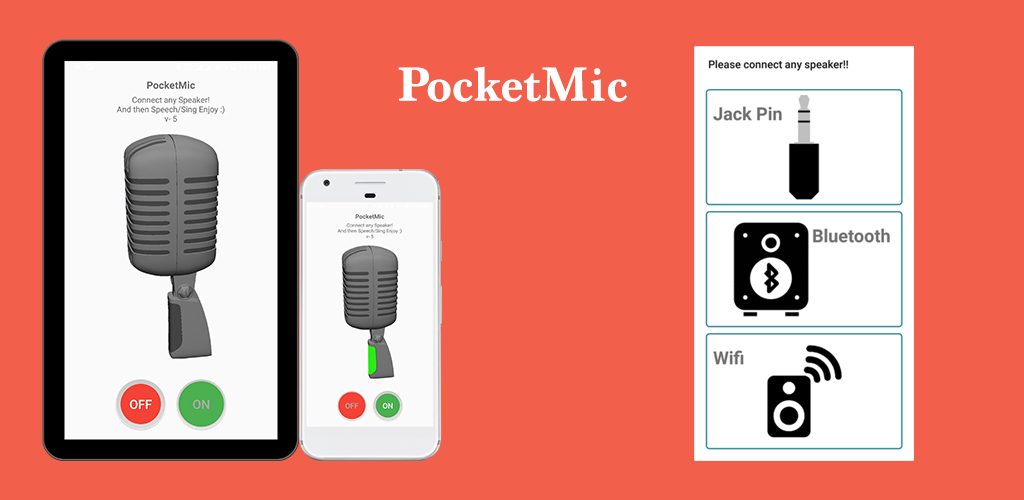 PocketMic
Connect any Speaker!
And then Speech/Sing Enjoy :)
v- 5
OFF
ON
PocketMic
Connect any Speaker!
And then Speech/Sing Enjoy :)
v- 5
OFF
ON
PocketMic
Please connect any speaker!!
Jack Pin
Bluetooth
Wifi